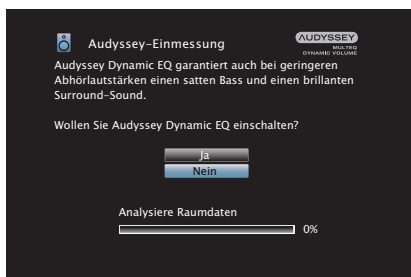 Audyssey-Einmessung
AUDYSSEY
MULTEQ
DYNAMIC VOLUME
Audyssey Dynamic EQ garantiert auch bei geringeren
Abhörlautstärken einen satten Bass und einen brillanten
Surround-Sound.
Wollen Sie Audyssey Dynamic EQ einschalten?
Ja
Nein
Analysiere Raumdaten
0%